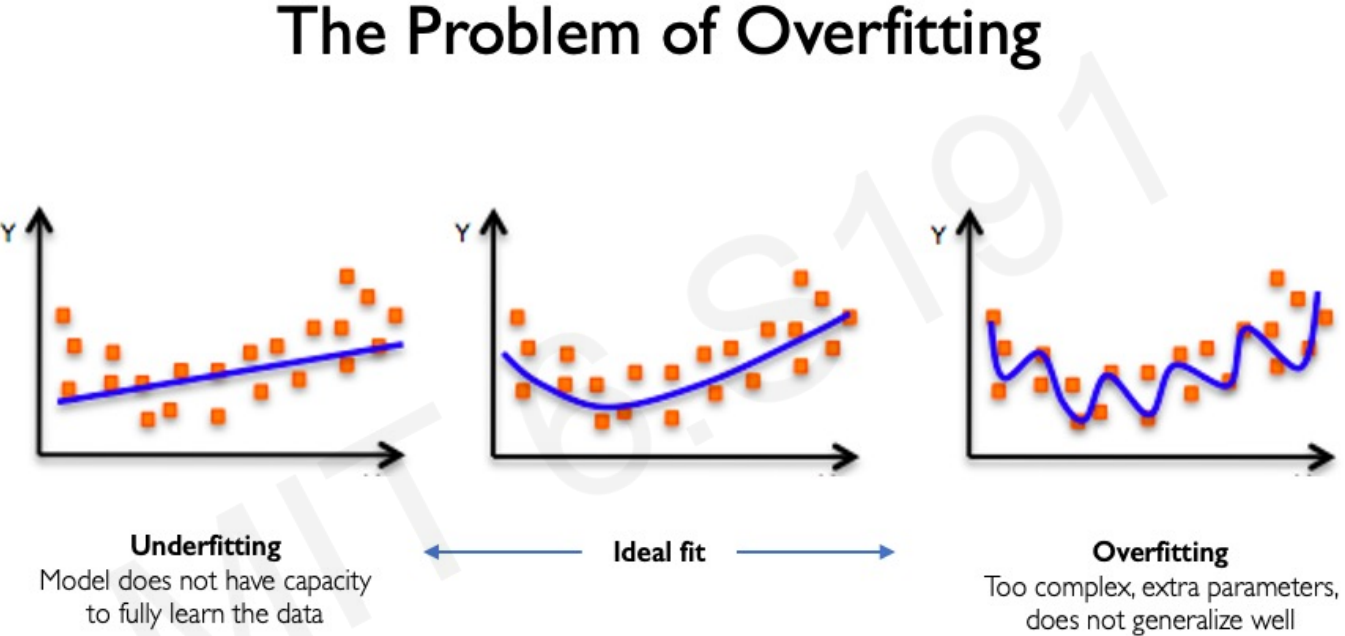 The Problem of Overfitting
MIT 6.S191
Y
Y
Y
Underfitting
Model does not have capacity
to fully learn the data
Ideal fit
Overfitting
Too complex, extra parameters,
does not generalize well